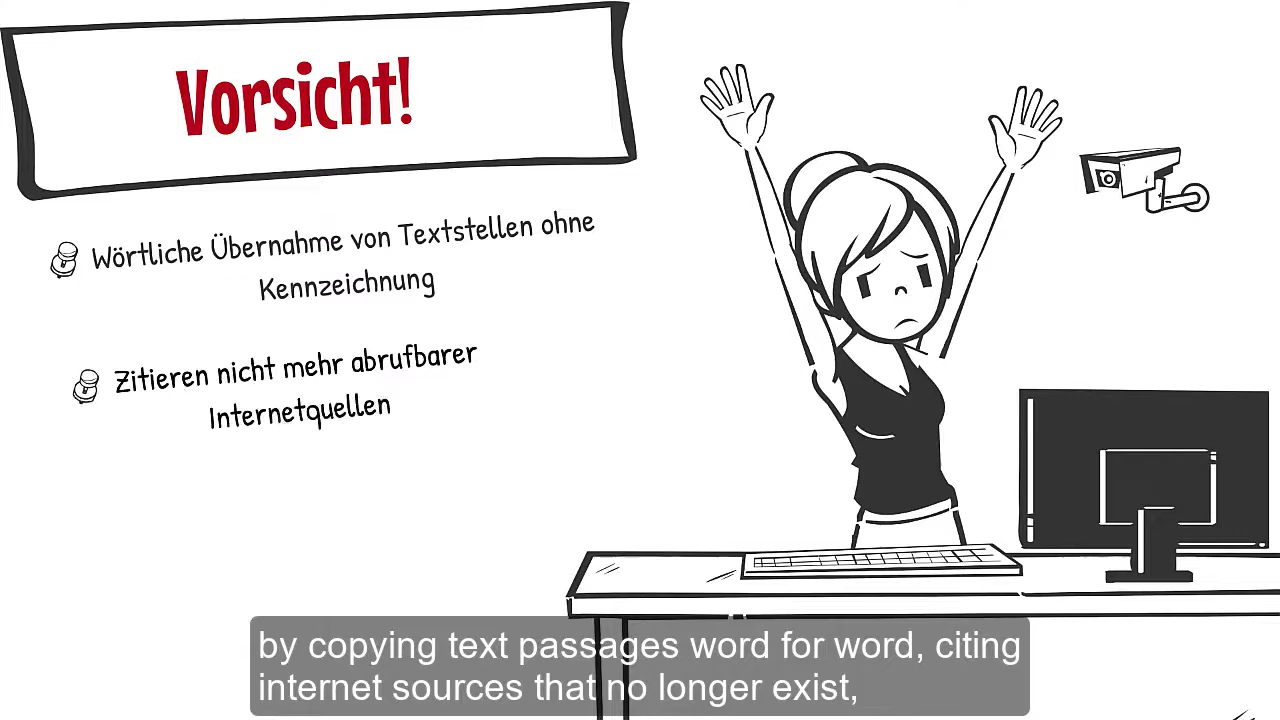 Vorsicht!
Wörtliche Übernahme von Textstellen ohne
Kennzeichnung
Zitieren nicht mehr abrufbarer
Internetquellen
by copying text passages word for word, citing
internet sources that no longer exist,